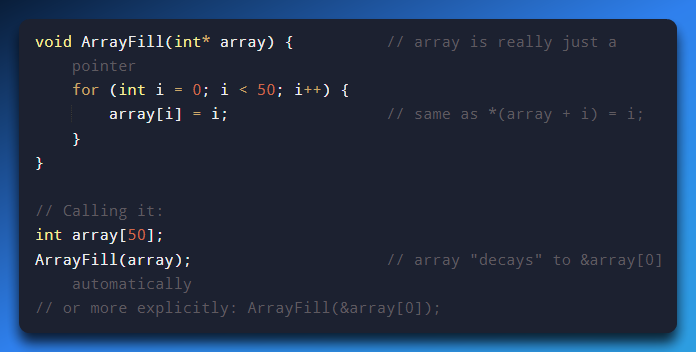 void ArrayFill(int* array) {          // array is really just a
    pointer
    for (int i = 0; i < 50; i++) {
        array[i] = i;                 // same as *(array + i) = i;
    }
}

// Calling it:
int array[50];
ArrayFill(array);                     // array "decays" to &array[0]
    automatically
// or more explicitly: ArrayFill(&array[0]);